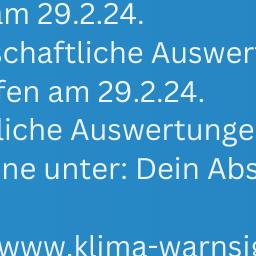 am 29.2.24.
schaftliche Auswer
fen am 29.2.24.
liche Auswertunge
ne unter: Dein Abs
www.klima-warnsig